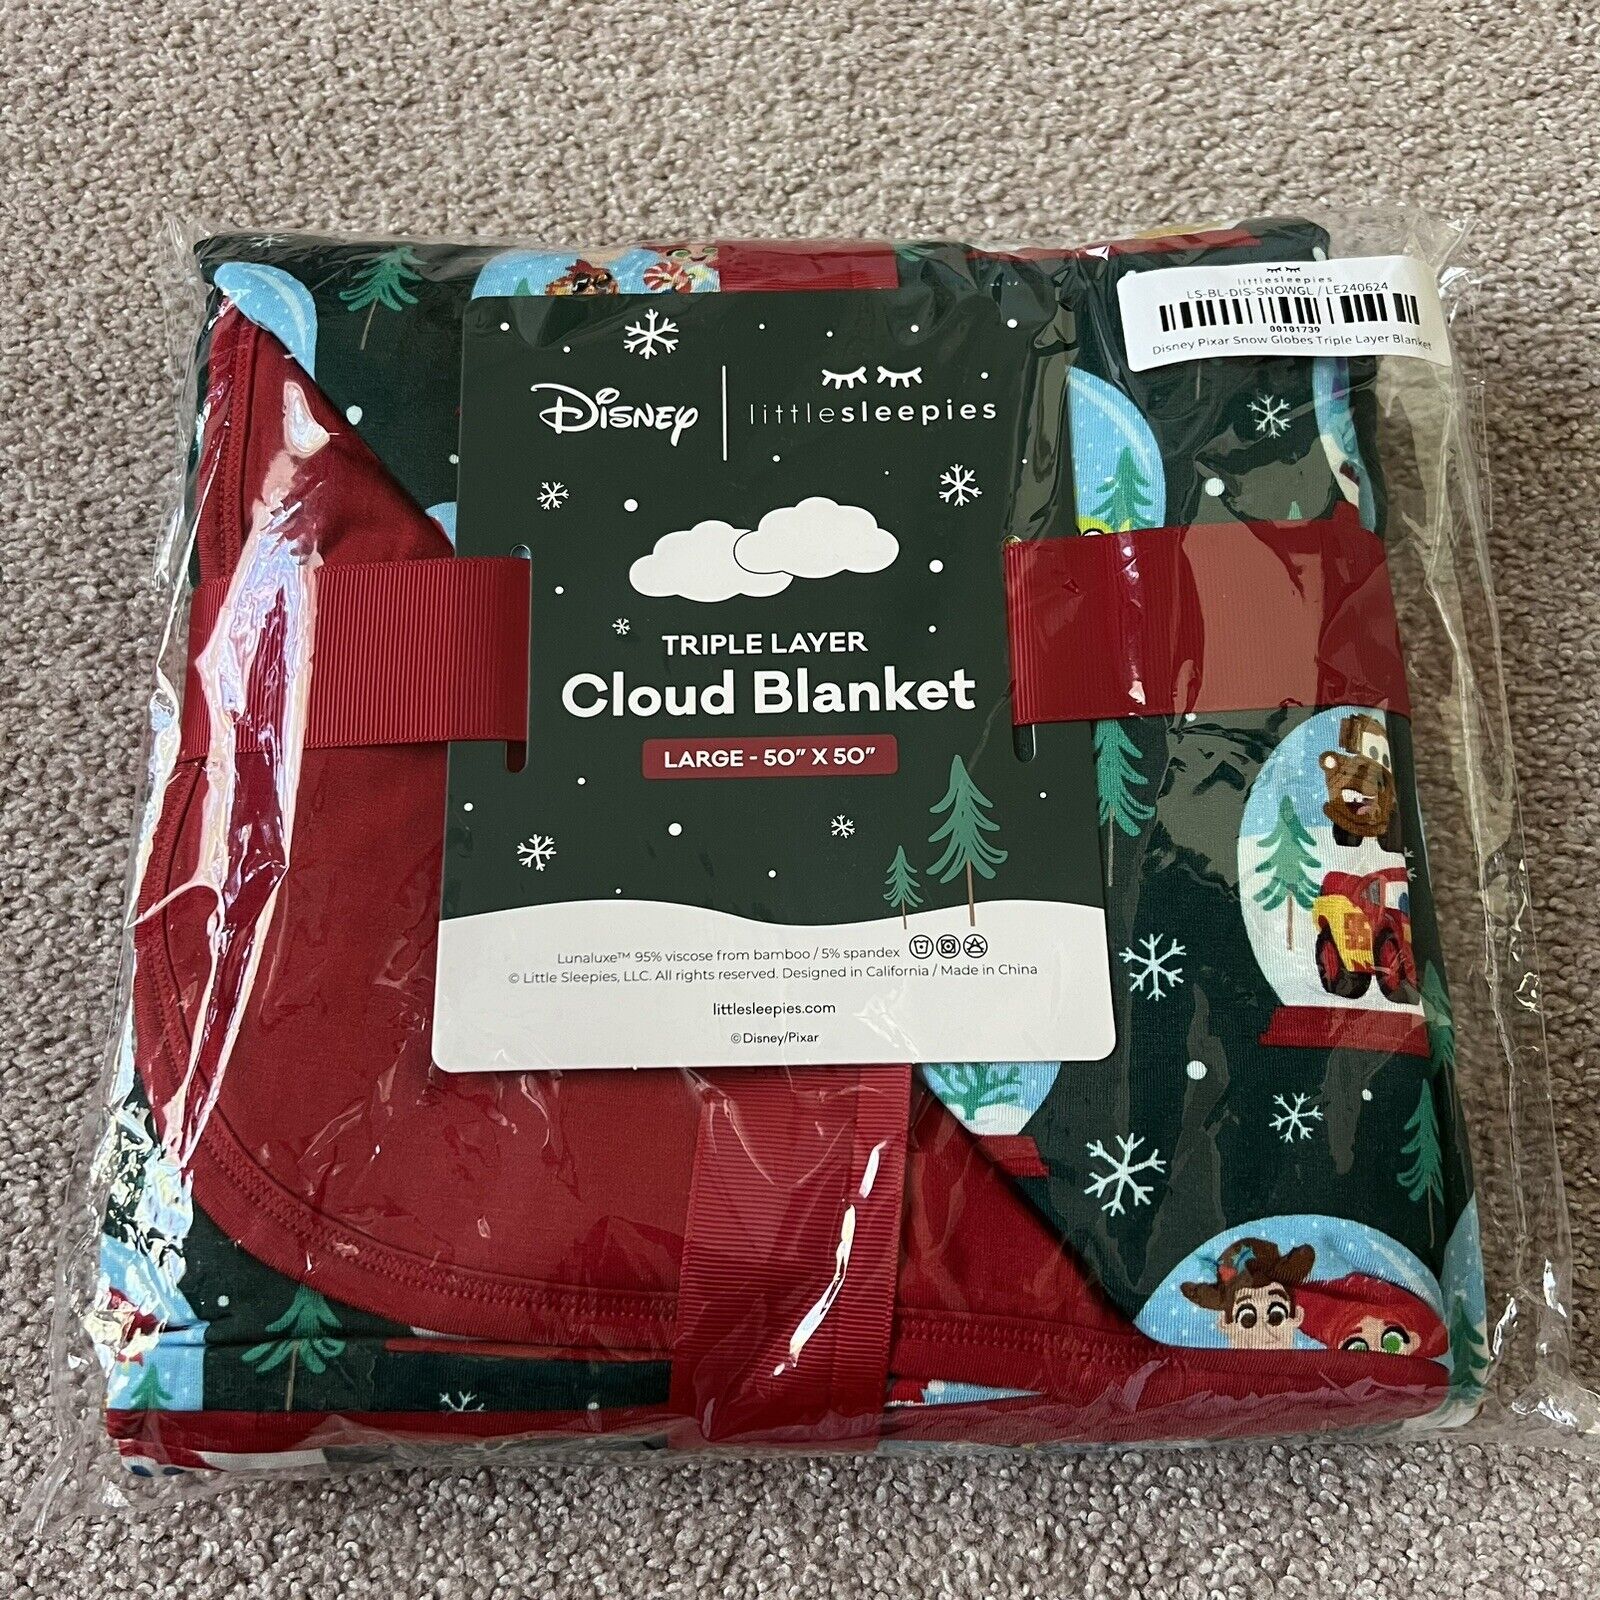 littlesleepies
LS-BL-DIS-SNOWGL / LE240624
00101739
Disney Pixar Snow Globes Triple Layer Blanket
Disney | littlesleepies
TRIPLE LAYER
Cloud Blanket
LARGE - 50" X 50"
Lunaluxe™ 95% viscose from bamboo / 5% spandex
© Little Sleepies, LLC. All rights reserved. Designed in California / Made in China
littlesleepies.com
©Disney/Pixar